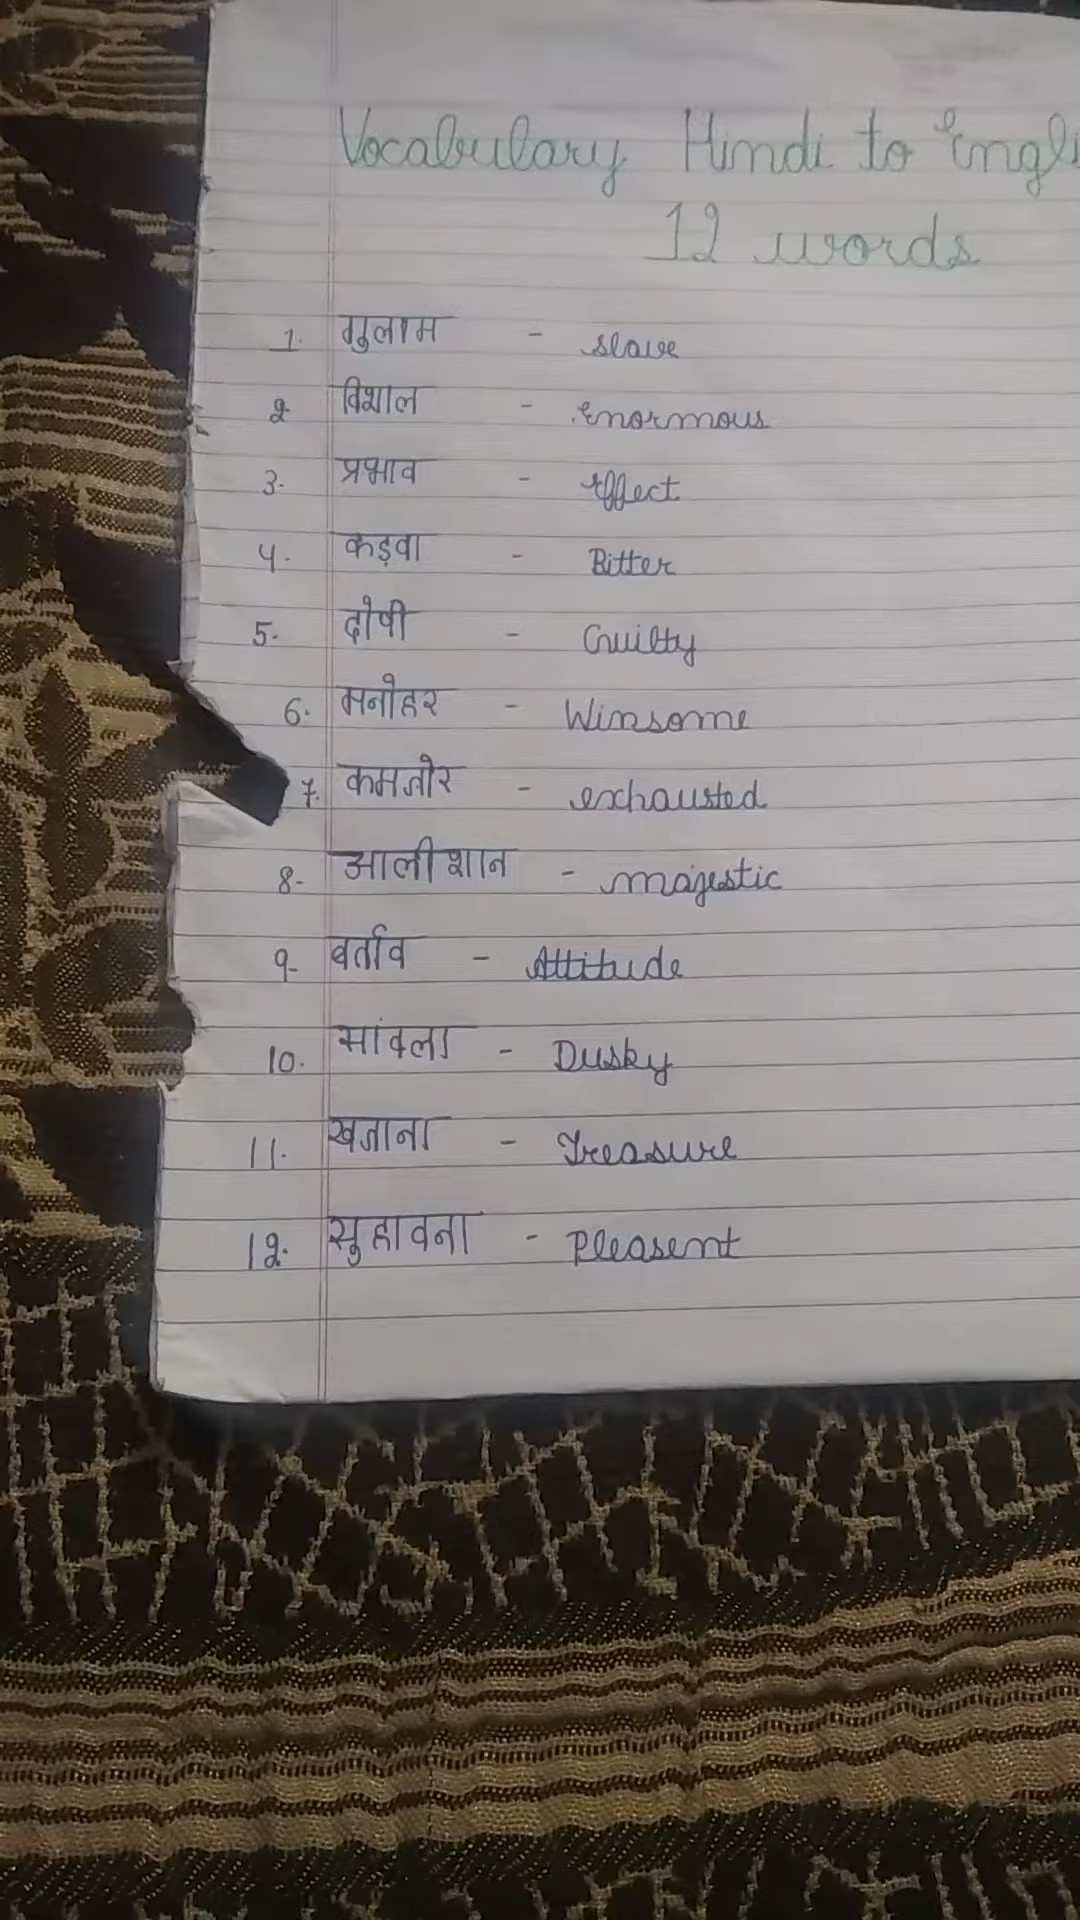 Vocabulary Hindi to Engli
12 words
1. गुलाम - slave
2. विशाल - enormous
3. प्रभाव - Effect
4. कड़वा - Bitter
5. दोषी - Guilty
6. मनोहर - Winsome
7. कमजोर - exhausted
8. आलीशान - majestic
9. वर्ताव - Attitude
10. सांवला - Dusky
11. खजाना - Treasure
12. सुहावना - Pleasent